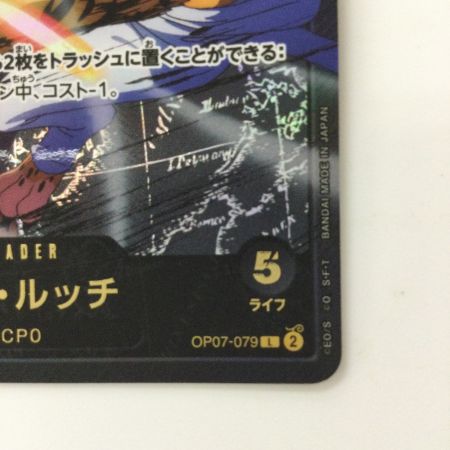 2枚をトラッシュに置くことができる:
ン中、コスト-1。
ADER
・ルッチ
CP0
5
ライフ
OP07-079 L 2
©E.O/S ©O S・F・T BANDAI MADE IN JAPAN